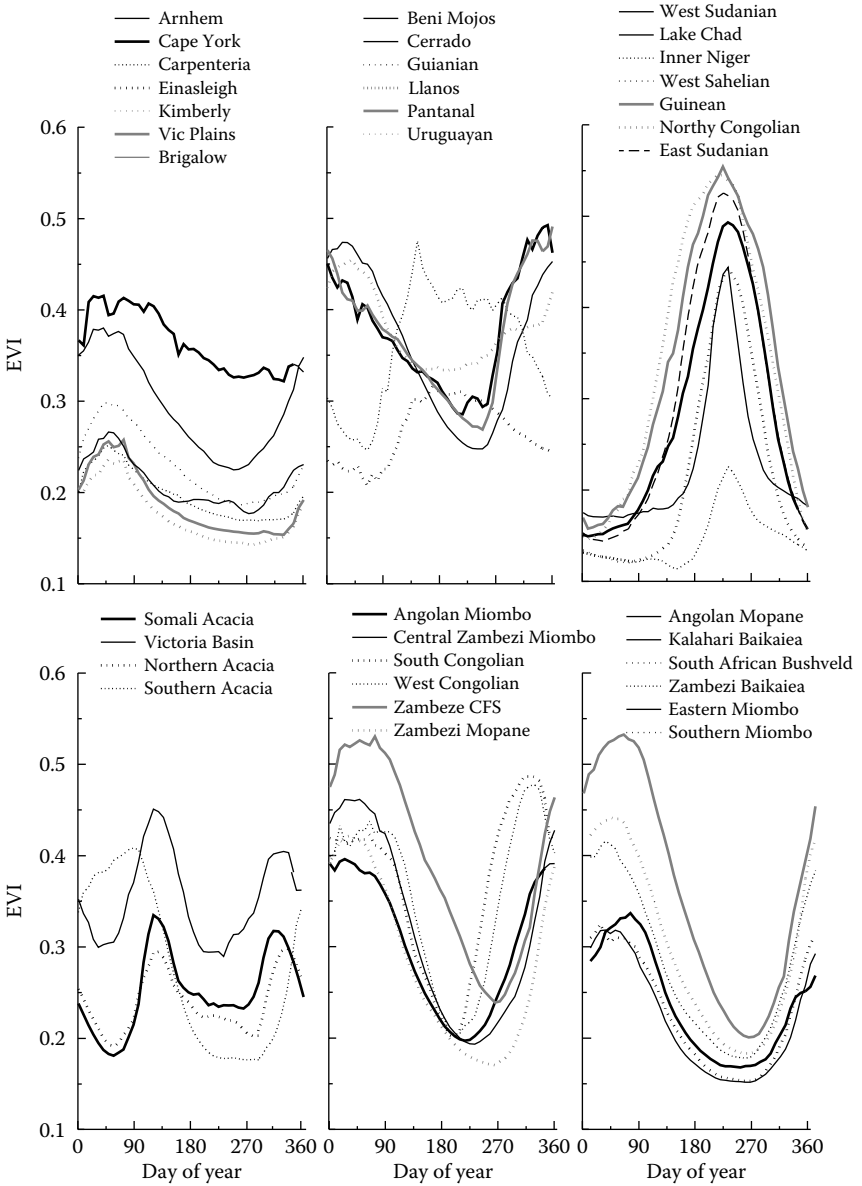 Arnhem
Cape York
Carpenteria
Einasleigh
Kimberly
Vic Plains
Brigalow
Beni Mojos
Cerrado
Guianian
Llanos
Pantanal
Uruguayan
West Sudanian
Lake Chad
Inner Niger
West Sahelian
Guinean
Northy Congolian
East Sudanian
0.6
0.5
0.4
0.3
0.2
0.1
EVI
Somali Acacia
Victoria Basin
Northern Acacia
Southern Acacia
Angolan Miombo
Central Zambezi Miombo
South Congolian
West Congolian
Zambeze CFS
Zambezi Mopane
Angolan Mopane
Kalahari Baikaiea
South African Bushveld
Zambezi Baikaiea
Eastern Miombo
Southern Miombo
0.6
0.5
0.4
0.3
0.2
0.1
EVI
0 90 180 270 360
Day of year
0 90 180 270 360
Day of year
0 90 180 270 360
Day of year